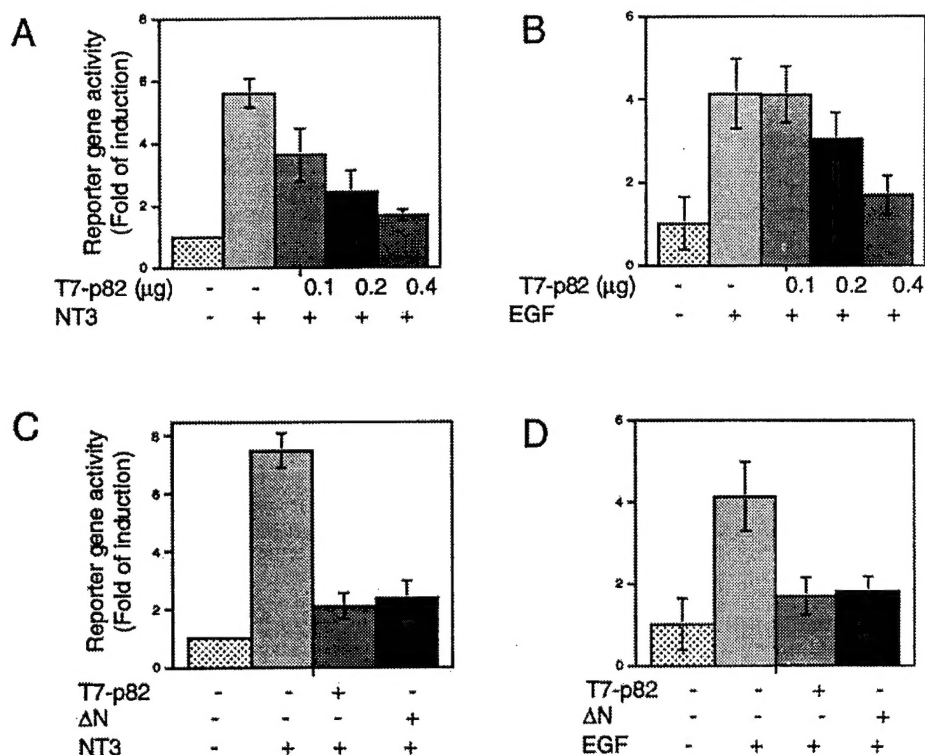 A
Reporter gene activity
(Fold of induction)
8
6
4
2
0
T7-p82 (µg) - - 0.1 0.2 0.4
NT3 - + + + +
B
6
4
2
0
T7-p82 (µg) - - 0.1 0.2 0.4
EGF - + + + +
C
Reporter gene activity
(Fold of induction)
8
6
4
2
0
T7-p82 - - + -
ΔN - - - +
NT3 - + + +
D
6
4
2
0
T7-p82 - - + -
ΔN - - - +
EGF - + + +